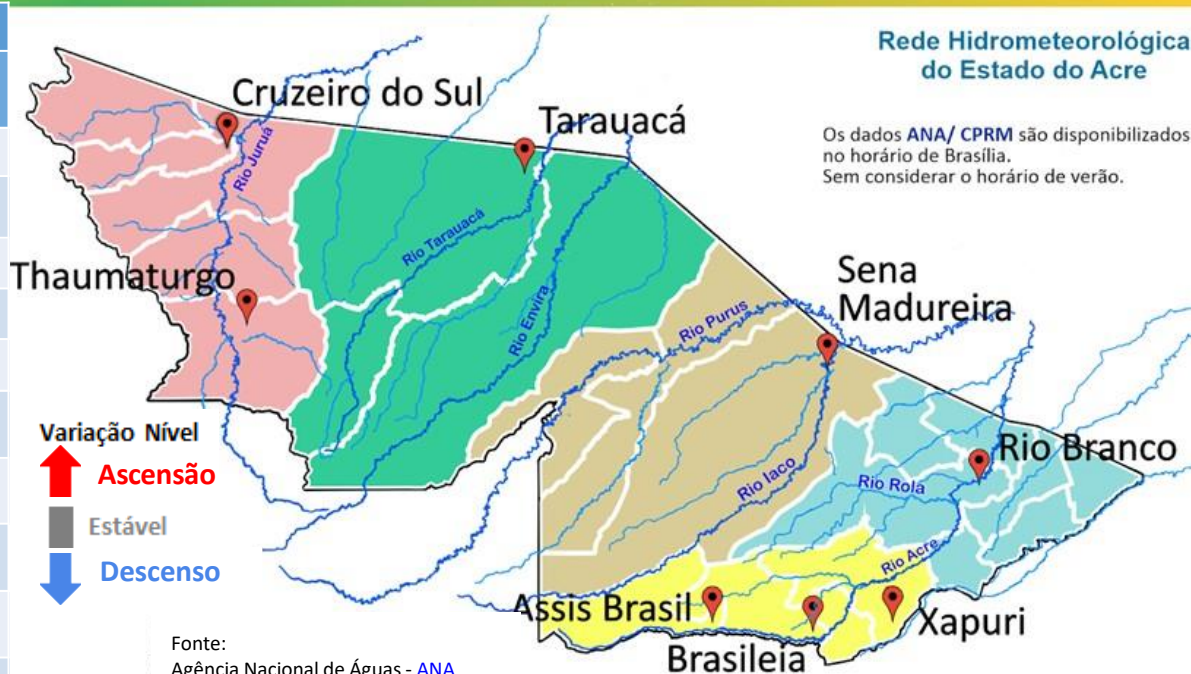 Rede Hidrometeorológica
do Estado do Acre
Os dados ANA/ CPRM são disponibilizados
no horário de Brasília.
Sem considerar o horário de verão.
Cruzeiro do Sul
Tarauacá
Rio Juruá
Rio Tarauacá
Thaumaturgo
Rio Envira
Sena
Madureira
Rio Purus
Variação Nível
Ascensão
Estável
Descenso
Rio Branco
Rio Iaco
Rio Rola
Rio Acre
Assis Brasil
Xapuri
Brasileia
Fonte:
Agência Nacional de Águas - ANA